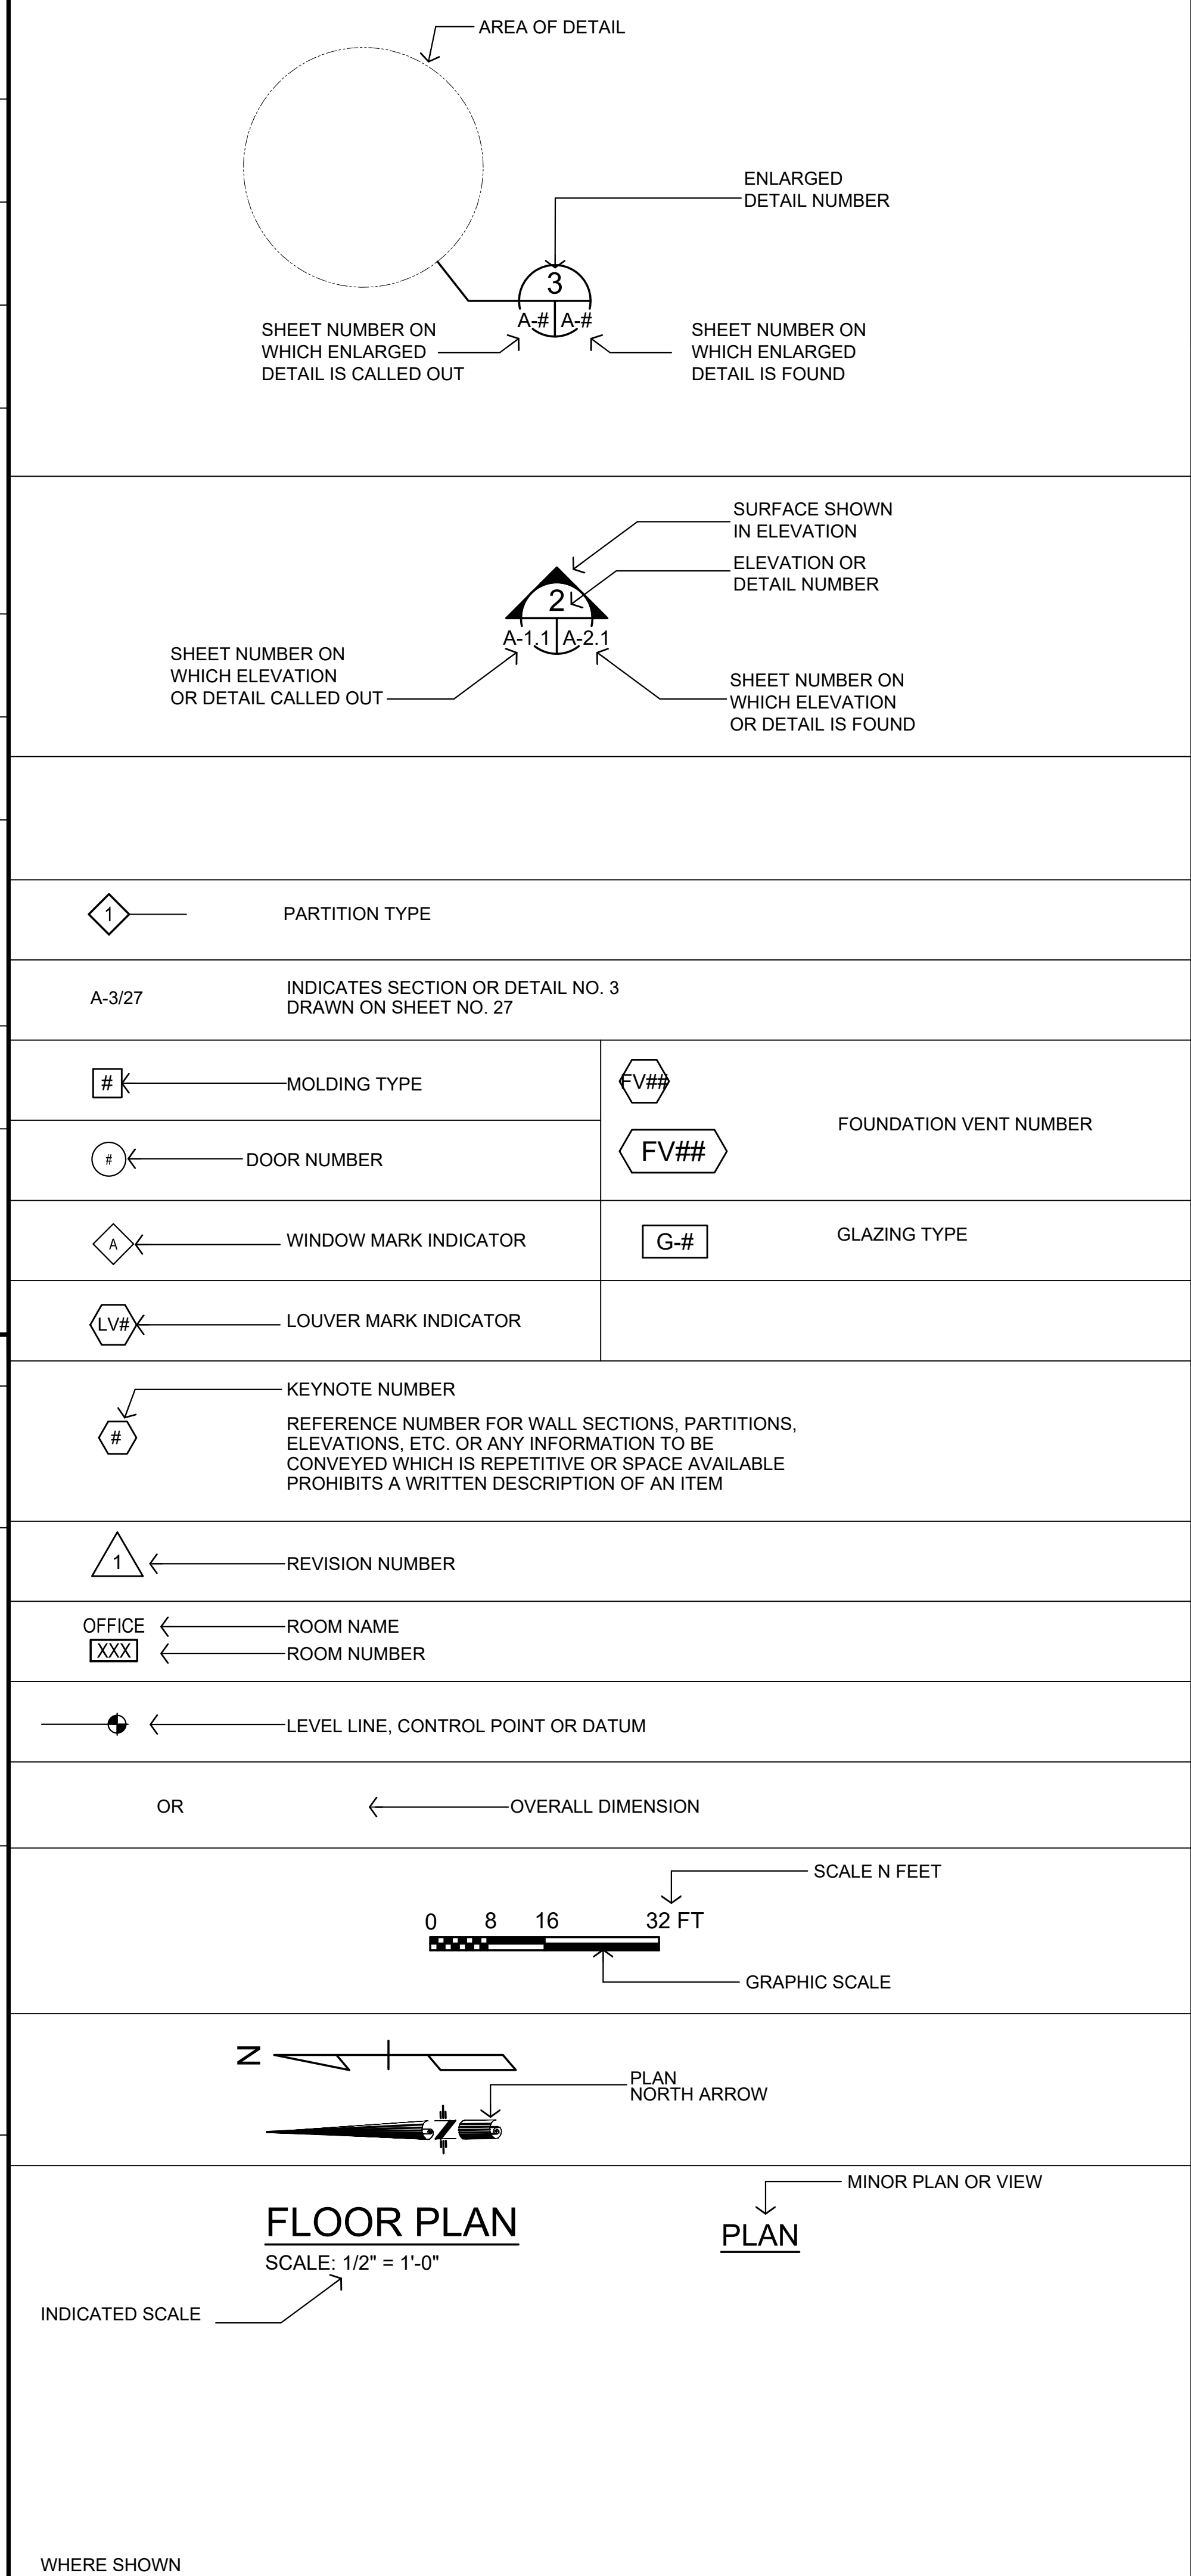 AREA OF DETAIL
ENLARGED
DETAIL NUMBER
3
A-# A-#
SHEET NUMBER ON
WHICH ENLARGED
DETAIL IS CALLED OUT
SHEET NUMBER ON
WHICH ENLARGED
DETAIL IS FOUND
SURFACE SHOWN
IN ELEVATION
ELEVATION OR
DETAIL NUMBER
2
A-1.1 A-2.1
SHEET NUMBER ON
WHICH ELEVATION
OR DETAIL CALLED OUT
SHEET NUMBER ON
WHICH ELEVATION
OR DETAIL IS FOUND
1 PARTITION TYPE
A-3/27
INDICATES SECTION OR DETAIL NO. 3
DRAWN ON SHEET NO. 27
# MOLDING TYPE
# DOOR NUMBER
FV##
FV##
FOUNDATION VENT NUMBER
A WINDOW MARK INDICATOR
G-# GLAZING TYPE
LV# LOUVER MARK INDICATOR
KEYNOTE NUMBER
#
REFERENCE NUMBER FOR WALL SECTIONS, PARTITIONS,
ELEVATIONS, ETC. OR ANY INFORMATION TO BE
CONVEYED WHICH IS REPETITIVE OR SPACE AVAILABLE
PROHIBITS A WRITTEN DESCRIPTION OF AN ITEM
1 REVISION NUMBER
OFFICE ROOM NAME
XXX ROOM NUMBER
LEVEL LINE, CONTROL POINT OR DATUM
OR OVERALL DIMENSION
SCALE N FEET
0 8 16 32 FT
GRAPHIC SCALE
N
PLAN
NORTH ARROW
N
MINOR PLAN OR VIEW
FLOOR PLAN
PLAN
SCALE: 1/2" = 1'-0"
INDICATED SCALE
WHERE SHOWN